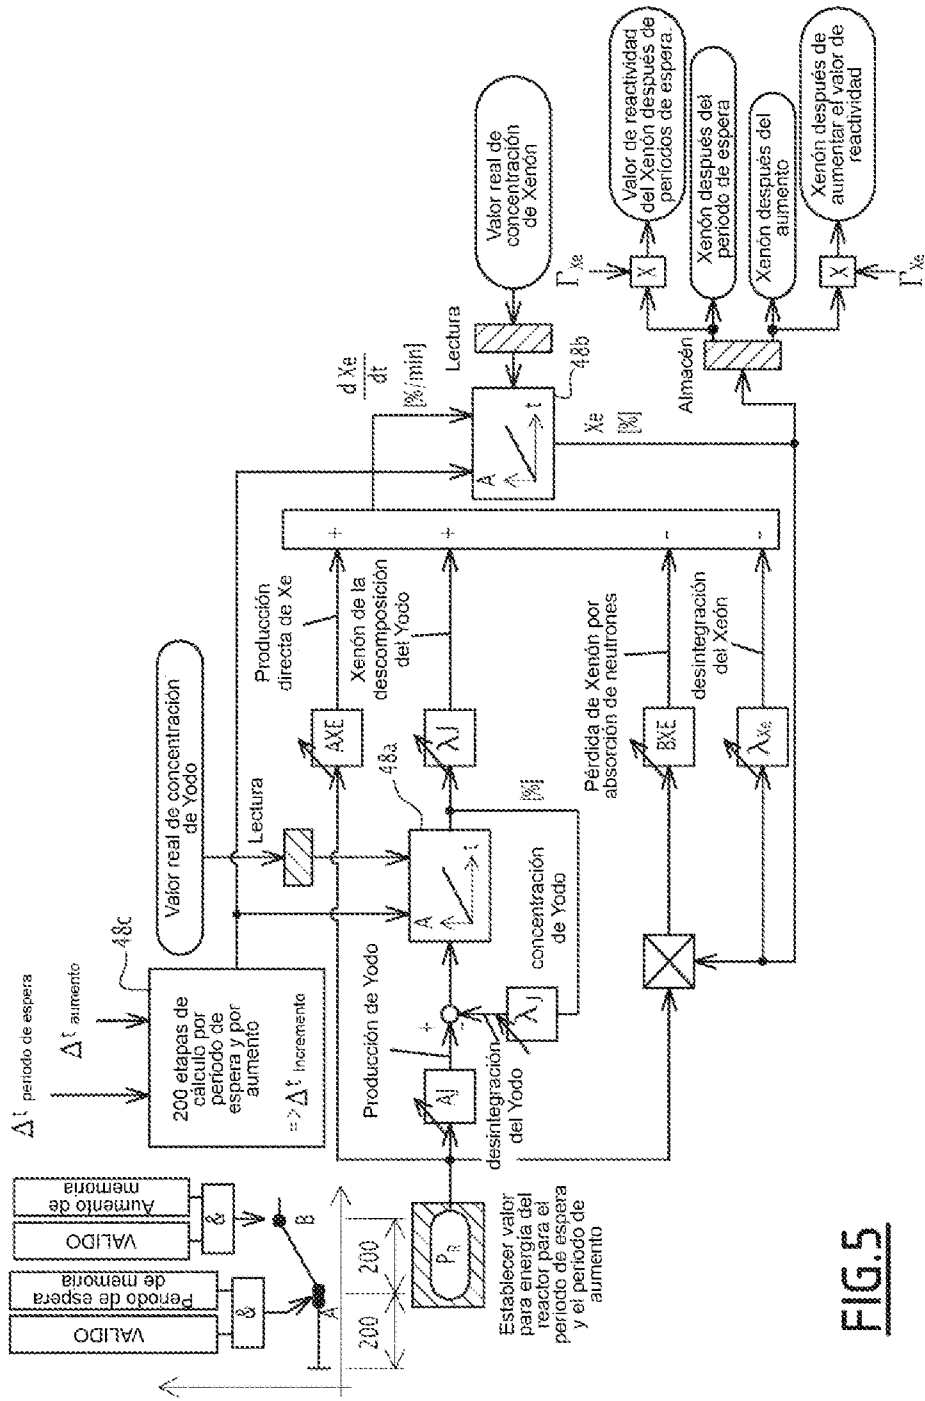 VALIDO
Periodo de espera
de memoria
&
VALIDO
Aumento de
memoria
&
A
B
200
200
Δt periodo de espera
Δt aumento
48c
200 etapas de
cálculo por
período de
espera y por
aumento
=>Δt Incremento
Valor real de concentración
de Yodo
Lectura
P_R
Establecer valor
para energía del
reactor para el
periodo de espera
y el periodo de
aumento
AJ
Producción de Yodo
+
-
desintegración
del Yodo
λJ
concentración
de Yodo
A
t
48a
[%]
AXE
λJ
BXE
λXe
Producción
directa de Xe
Xenón de la
descomposición
del Yodo
Pérdida de Xenón por
absorción de neutrones
desintegración
del Xeón
+
+
-
-
d Xe
dt
[%/min]
A
t
48b
Xe
[%]
Lectura
Valor real de
concentración
de Xenón
Almacén
ΓXe
X
Valor de reactividad
del Xenón después de
periodos de espera.
Xenón después del
periodo de espera
Xenón después del
aumento
X
ΓXe
Xenón después de
aumentar el valor de
reactividad
FIG.5